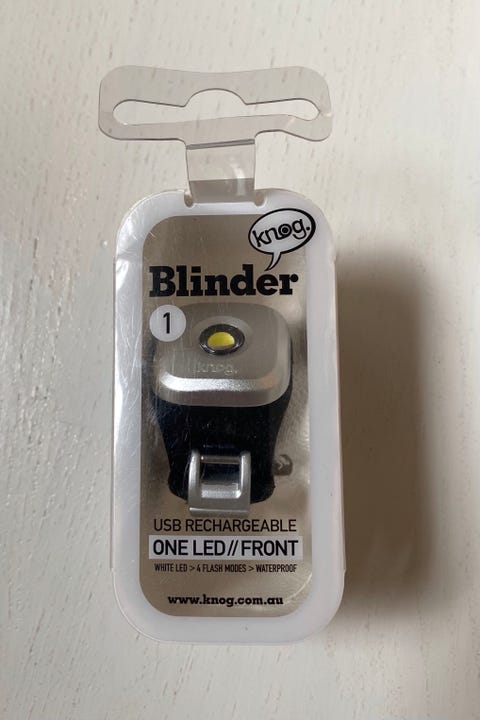 knog.
Blinder
1
knog.
USB RECHARGEABLE
ONE LED//FRONT
WHITE LED > 4 FLASH MODES > WATERPROOF
www.knog.com.au